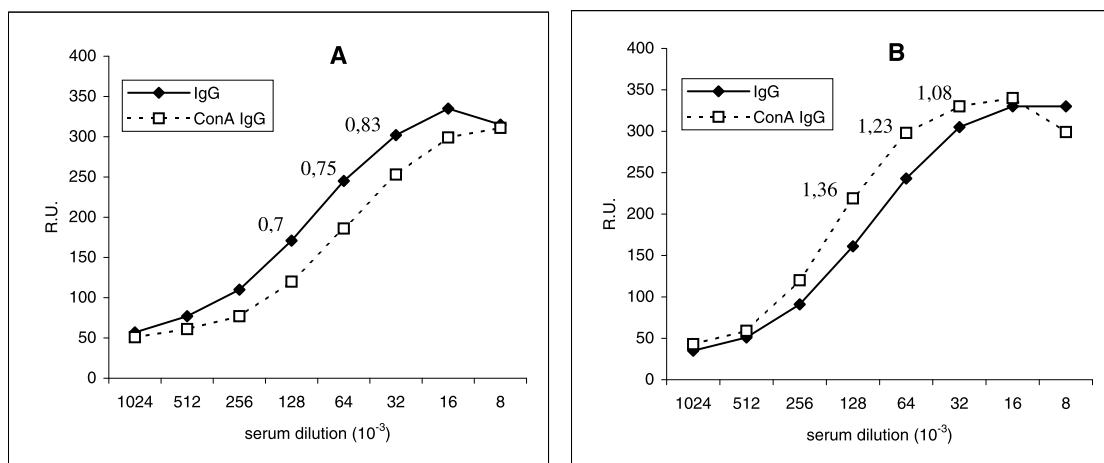 A
400
350
300
250
200
150
100
50
0
R.U.
IgG
ConA IgG
0,7
0,75
0,83
1024 512 256 128 64 32 16 8
serum dilution (10-3)
B
400
350
300
250
200
150
100
50
0
R.U.
IgG
ConA IgG
1,36
1,23
1,08
1024 512 256 128 64 32 16 8
serum dilution (10-3)